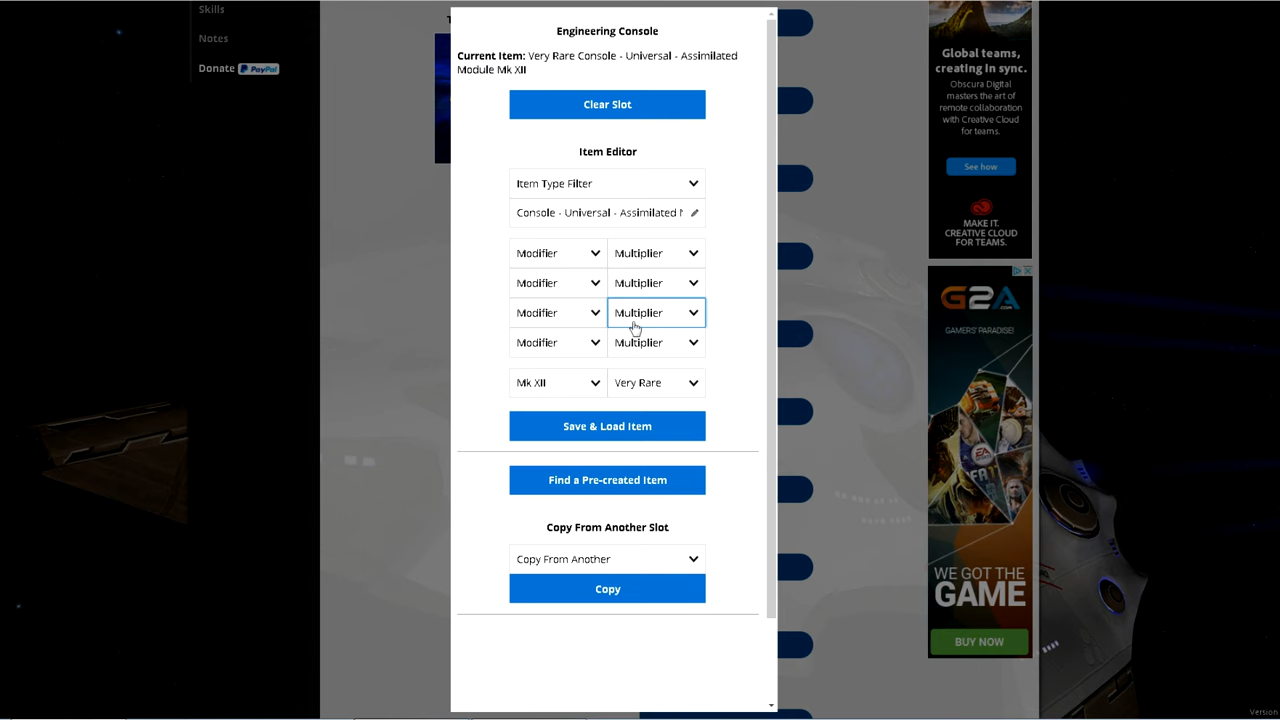 Skills
Notes
Donate PayPal
Engineering Console
Current Item: Very Rare Console - Universal - Assimilated
Module Mk XII
Clear Slot
Item Editor
Item Type Filter
Console - Universal - Assimilated
Modifier Multiplier
Modifier Multiplier
Modifier Multiplier
Modifier Multiplier
Mk XII Very Rare
Save & Load Item
Find a Pre-created Item
Copy From Another Slot
Copy From Another
Copy
Global teams,
creating in sync.
Obscura Digital
masters the art of
remote collaboration
with Creative Cloud
for teams.
See how
MAKE IT.
CREATIVE CLOUD
FOR TEAMS.
G2A
.COM
GAMERS' PARADISE!
WE GOT THE
GAME
BUY NOW
Version